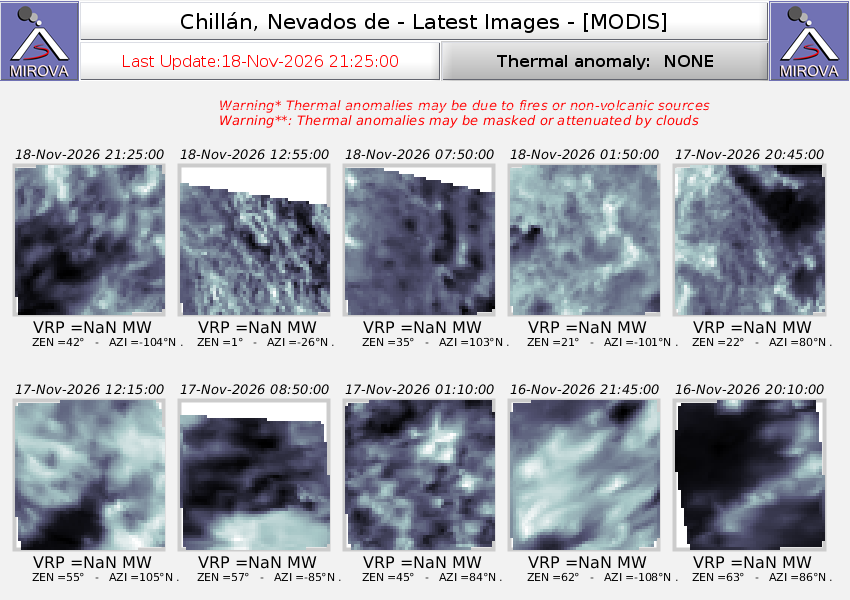 Chillán, Nevados de - Latest Images - [MODIS]
MIROVA
Last Update:18-Nov-2026 21:25:00
Thermal anomaly: NONE
MIROVA
Warning* Thermal anomalies may be due to fires or non-volcanic sources
Warning**: Thermal anomalies may be masked or attenuated by clouds
18-Nov-2026 21:25:00 18-Nov-2026 12:55:00 18-Nov-2026 07:50:00 18-Nov-2026 01:50:00 17-Nov-2026 20:45:00
VRP =NaN MW VRP =NaN MW VRP =NaN MW VRP =NaN MW VRP =NaN MW
ZEN =42° - AZI =-104°N . ZEN =1° - AZI =-26°N . ZEN =35° - AZI =103°N . ZEN =21° - AZI =-101°N . ZEN =22° - AZI =80°N .
17-Nov-2026 12:15:00 17-Nov-2026 08:50:00 17-Nov-2026 01:10:00 16-Nov-2026 21:45:00 16-Nov-2026 20:10:00
VRP =NaN MW VRP =NaN MW VRP =NaN MW VRP =NaN MW VRP =NaN MW
ZEN =55° - AZI =105°N . ZEN =57° - AZI =-85°N . ZEN =45° - AZI =84°N . ZEN =62° - AZI =-108°N . ZEN =63° - AZI =86°N .